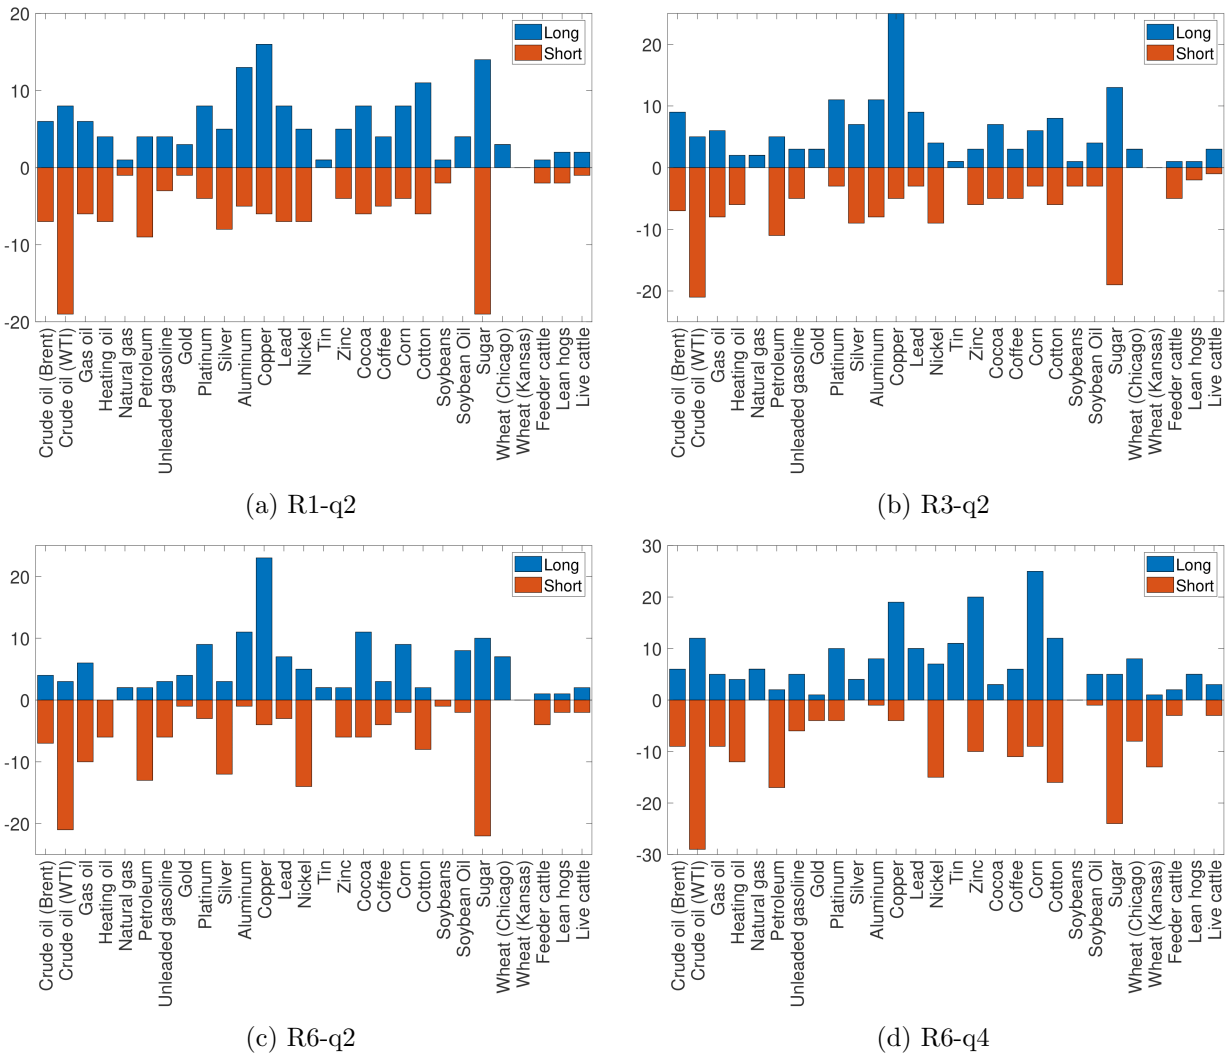 20
10
0
-10
-20
Long
Short
Crude oil (Brent)
Crude oil (WTI)
Gas oil
Heating oil
Natural gas
Petroleum
Unleaded gasoline
Gold
Platinum
Silver
Aluminum
Copper
Lead
Nickel
Tin
Zinc
Cocoa
Coffee
Corn
Cotton
Soybeans
Soybean Oil
Sugar
Wheat (Chicago)
Wheat (Kansas)
Feeder cattle
Lean hogs
Live cattle
(a) R1-q2
20
10
0
-10
-20
Long
Short
Crude oil (Brent)
Crude oil (WTI)
Gas oil
Heating oil
Natural gas
Petroleum
Unleaded gasoline
Gold
Platinum
Silver
Aluminum
Copper
Lead
Nickel
Tin
Zinc
Cocoa
Coffee
Corn
Cotton
Soybeans
Soybean Oil
Sugar
Wheat (Chicago)
Wheat (Kansas)
Feeder cattle
Lean hogs
Live cattle
(b) R3-q2
20
10
0
-10
-20
Long
Short
Crude oil (Brent)
Crude oil (WTI)
Gas oil
Heating oil
Natural gas
Petroleum
Unleaded gasoline
Gold
Platinum
Silver
Aluminum
Copper
Lead
Nickel
Tin
Zinc
Cocoa
Coffee
Corn
Cotton
Soybeans
Soybean Oil
Sugar
Wheat (Chicago)
Wheat (Kansas)
Feeder cattle
Lean hogs
Live cattle
(c) R6-q2
30
20
10
0
-10
-20
-30
Long
Short
Crude oil (Brent)
Crude oil (WTI)
Gas oil
Heating oil
Natural gas
Petroleum
Unleaded gasoline
Gold
Platinum
Silver
Aluminum
Copper
Lead
Nickel
Tin
Zinc
Cocoa
Coffee
Corn
Cotton
Soybeans
Soybean Oil
Sugar
Wheat (Chicago)
Wheat (Kansas)
Feeder cattle
Lean hogs
Live cattle
(d) R6-q4